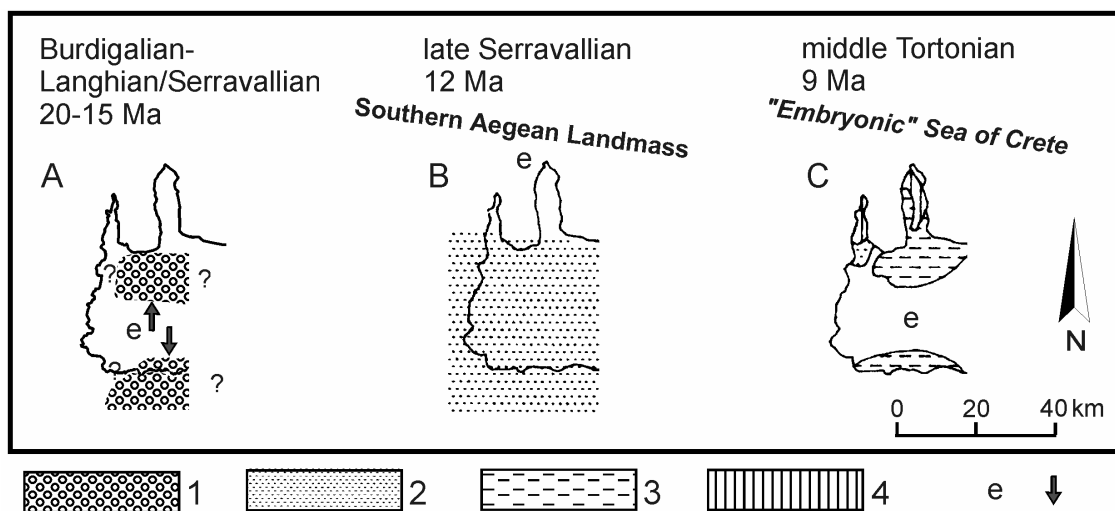 Burdigalian-
Langhian/Serravallian
20-15 Ma
late Serravallian
12 Ma
Southern Aegean Landmass
middle Tortonian
9 Ma
"Embryonic" Sea of Crete
A
? ?
e
? ?
B
e
C
e
N
0 20 40 km
1 2 3 4 e